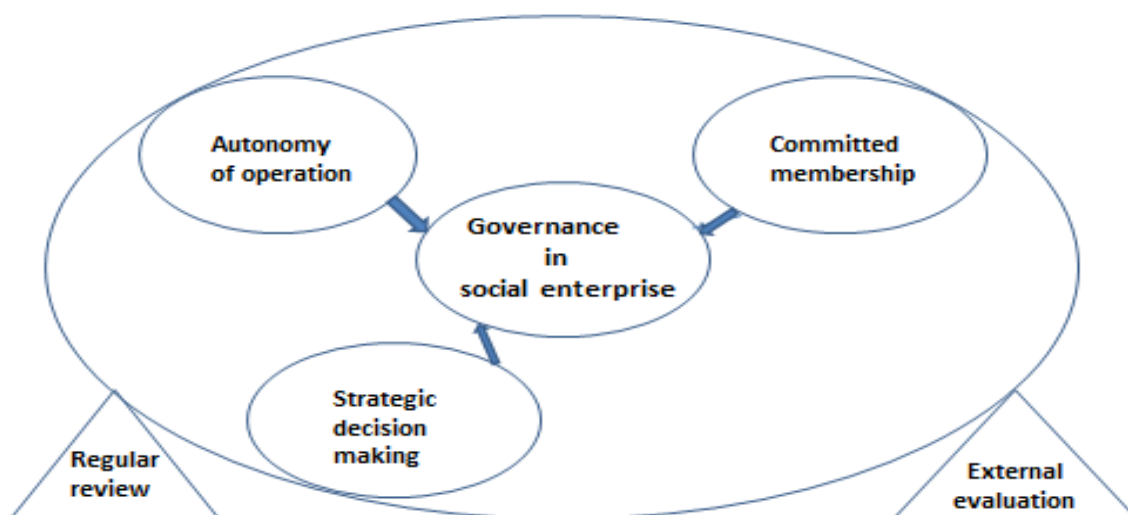 Autonomy
of operation
Committed
membership
Governance
in
social enterprise
Strategic
decision
making
Regular
review
External
evaluation